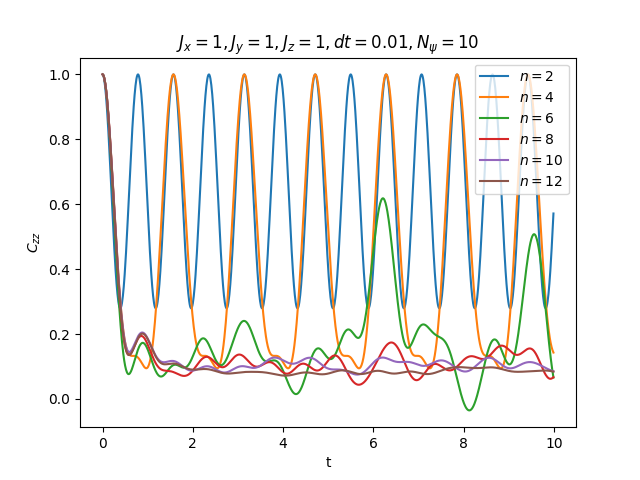 J_x = 1, J_y = 1, J_z = 1, dt = 0.01, N_ψ = 10
1.0
0.8
0.6
0.4
0.2
0.0
C_zz
0 2 4 6 8 10
t
n = 2
n = 4
n = 6
n = 8
n = 10
n = 12